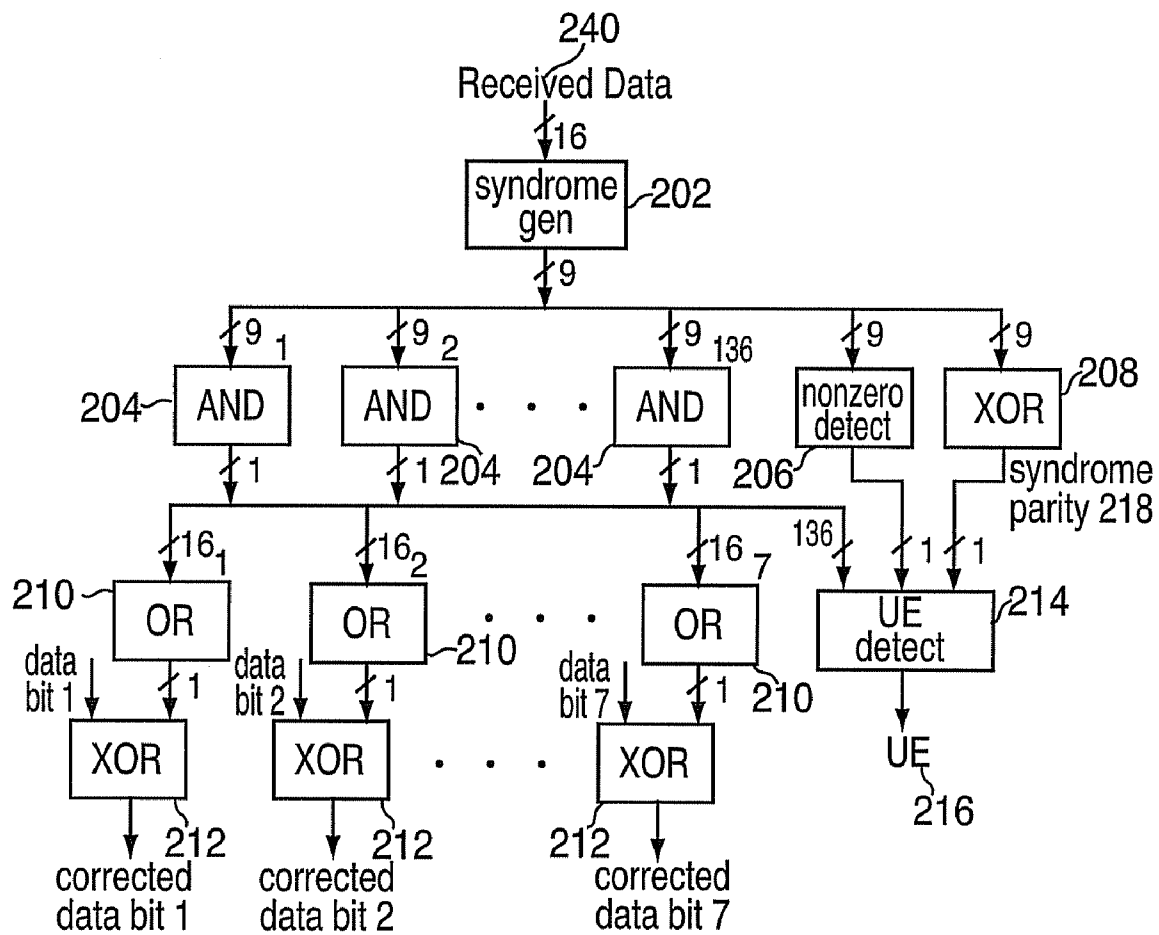 240
Received Data
16
syndrome
gen
202
9
9 1
9 2
9 136
9
9
204
AND
AND
AND
nonzero
detect
XOR
208
1
1 204
204 1
206
syndrome
parity 218
16 1
16 2
16 7
136
1
1
210
OR
OR
210
OR
210
UE
detect
214
data
bit 1
1
data
bit 2
1
data
bit 7
1
XOR
XOR
XOR
UE
216
212
212
212
corrected
data bit 1
corrected
data bit 2
corrected
data bit 7